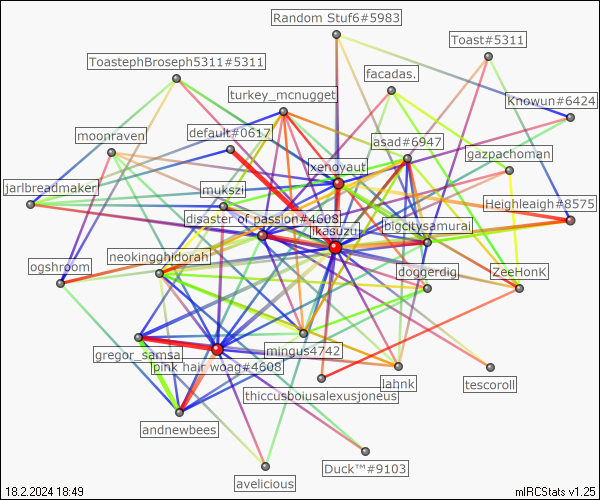 Random Stuf6#5983
Toast#5311
ToastephBroseph5311#5311
facadas.
turkey_mcnugget
Knowun#6424
moonraven
default#0617
asad#6947
gazpachoman
xenoyaut
jarlbreadmaker
mukszi
Heighleaigh#8575
disaster of passion#4608
ikasuzu
bigcitysamurai
neokingghidorah
ogshroom
doggerdig
ZeeHonK
gregor_samsa
mingus4742
pink hair woag#4608
lahnk
tescoroll
thiccusboiusalexusjoneus
andnewbees
Duck™#9103
avelicious
18.2.2024 18:49
mIRCStats v1.25